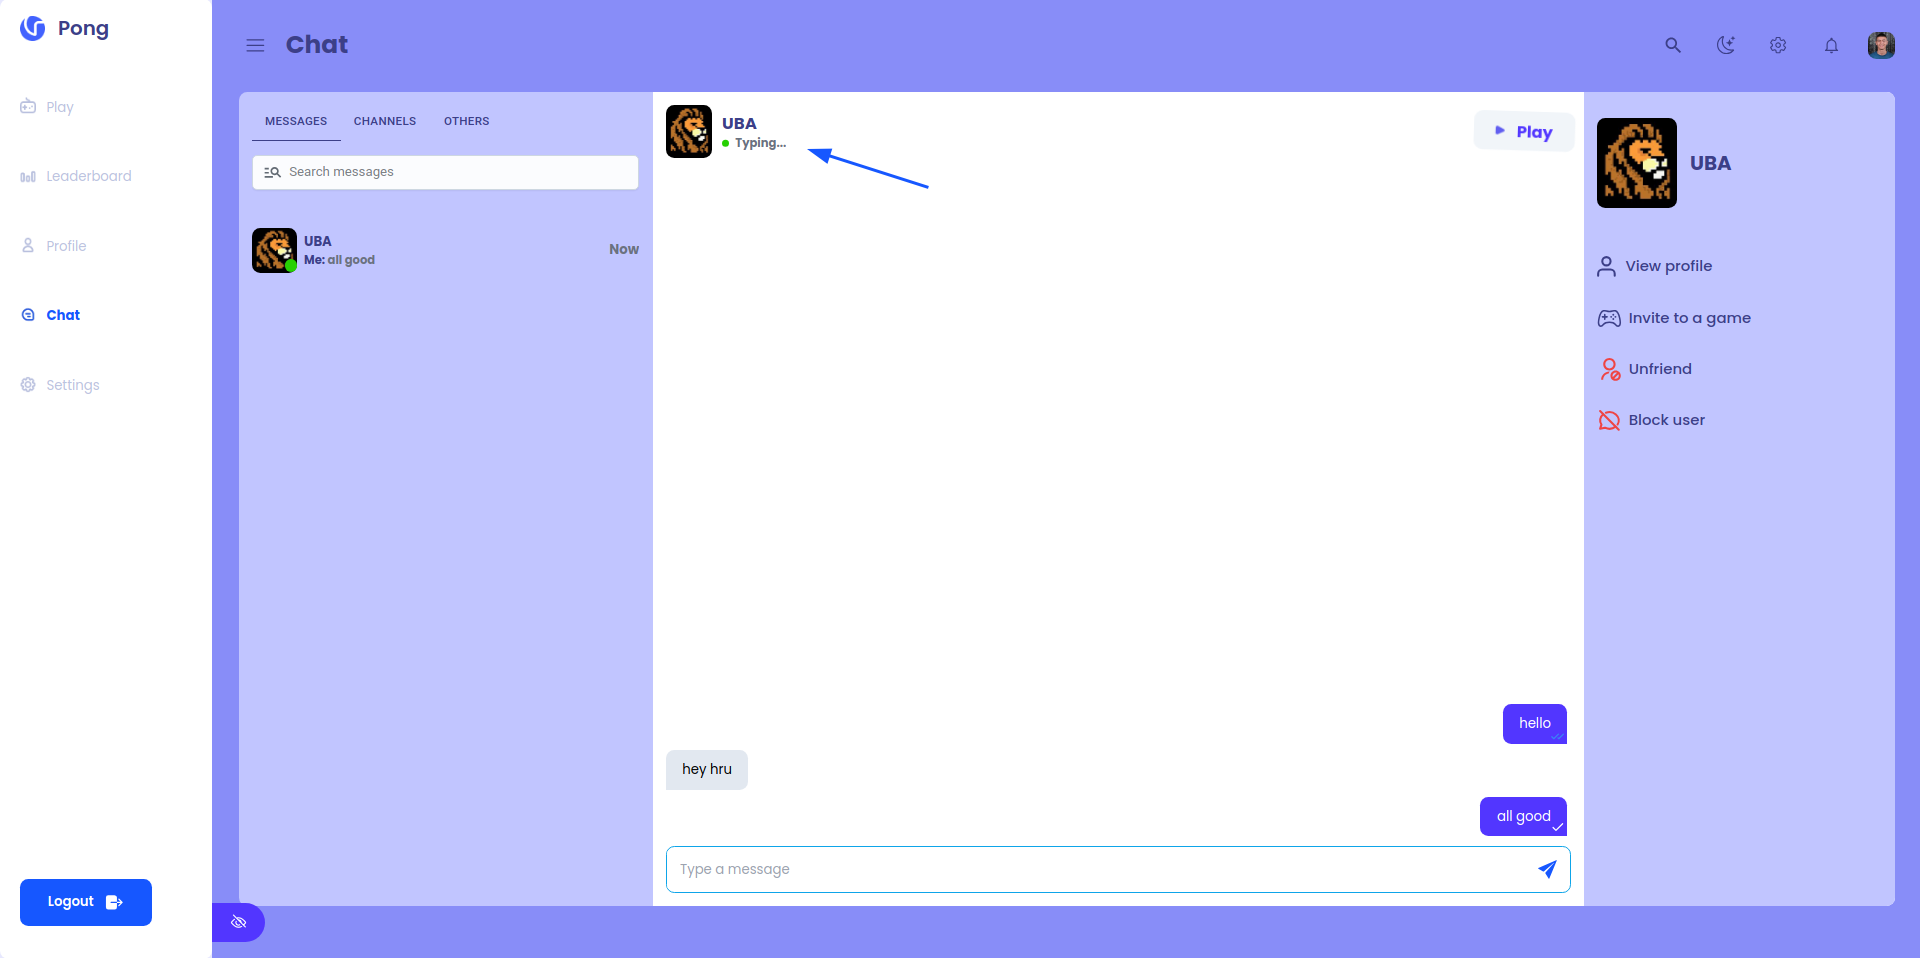 Pong
Play
Leaderboard
Profile
Chat
Settings
Logout
Chat
MESSAGES CHANNELS OTHERS
Search messages
UBA
Me: all good
Now
UBA
Typing...
Play
hello
hey hru
all good
Type a message
UBA
View profile
Invite to a game
Unfriend
Block user